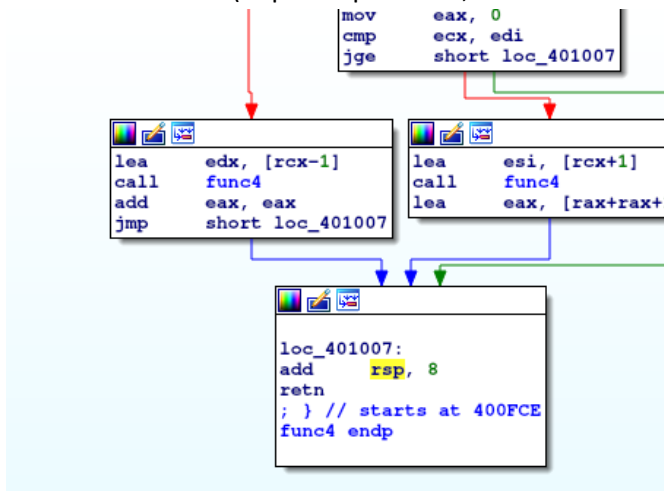 mov eax, 0
cmp ecx, edi
jge short loc_401007
lea edx, [rcx-1]
call func4
add eax, eax
jmp short loc_401007
lea esi, [rcx+1]
call func4
lea eax, [rax+rax+
loc_401007:
add rsp, 8
retn
; } // starts at 400FCE
func4 endp